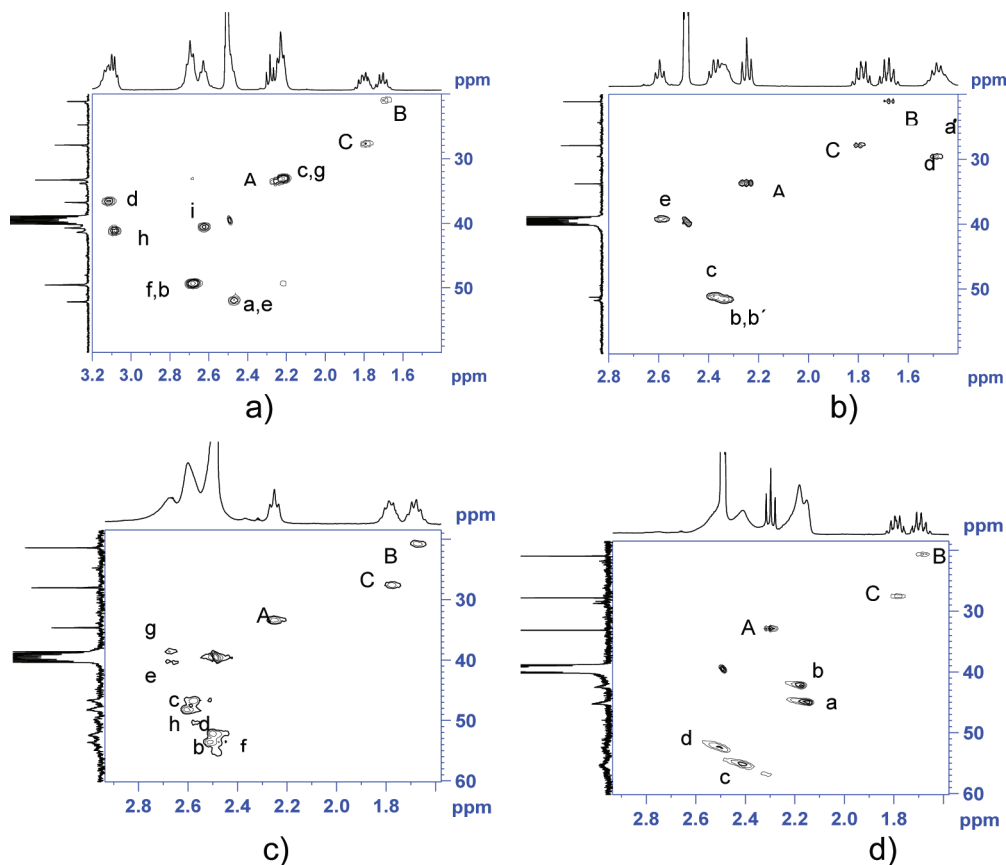 ppm
B
C
c,g
A
d
i
h
f,b
a,e
30
40
50
3.2 3.0 2.8 2.6 2.4 2.2 2.0 1.8 1.6
ppm
a)
ppm
B
a'
C
d
A
e
c
b,b´
30
40
50
2.8 2.6 2.4 2.2 2.0 1.8 1.6
ppm
b)
ppm
B
C
A
g
e
c
h
d
b
f
30
40
50
60
2.8 2.6 2.4 2.2 2.0 1.8
ppm
c)
ppm
B
C
A
b
a
d
c
30
40
50
60
2.8 2.6 2.4 2.2 2.0 1.8
ppm
d)